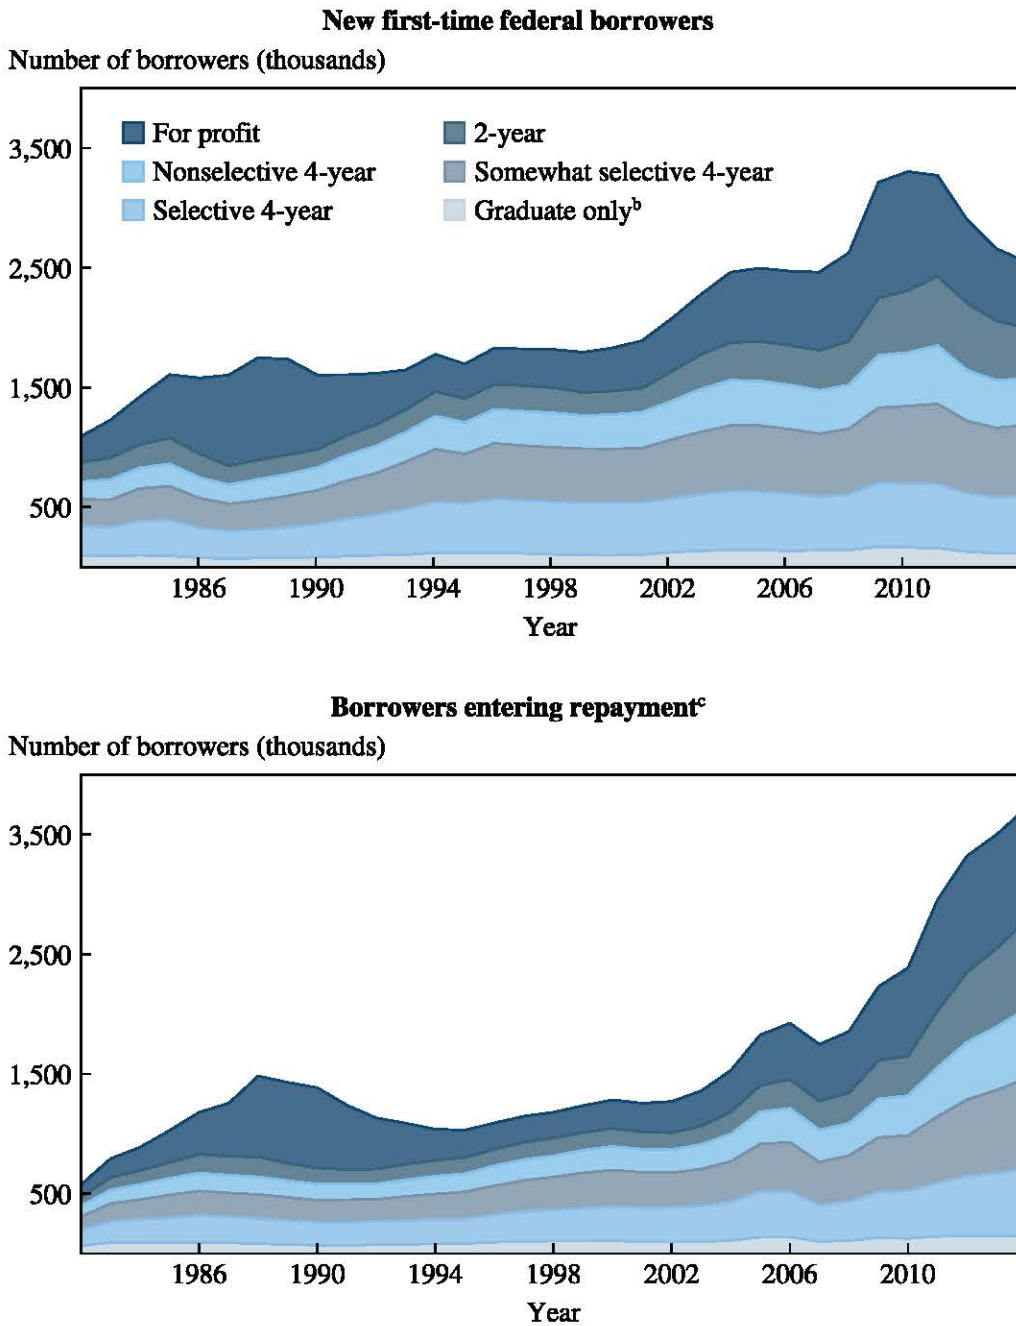 New first-time federal borrowers
Number of borrowers (thousands)
For profit
2-year
Nonselective 4-year
Somewhat selective 4-year
Selective 4-year
Graduate onlyᵇ
3,500
2,500
1,500
500
1986 1990 1994 1998 2002 2006 2010
Year
Borrowers entering repaymentᶜ
Number of borrowers (thousands)
3,500
2,500
1,500
500
1986 1990 1994 1998 2002 2006 2010
Year